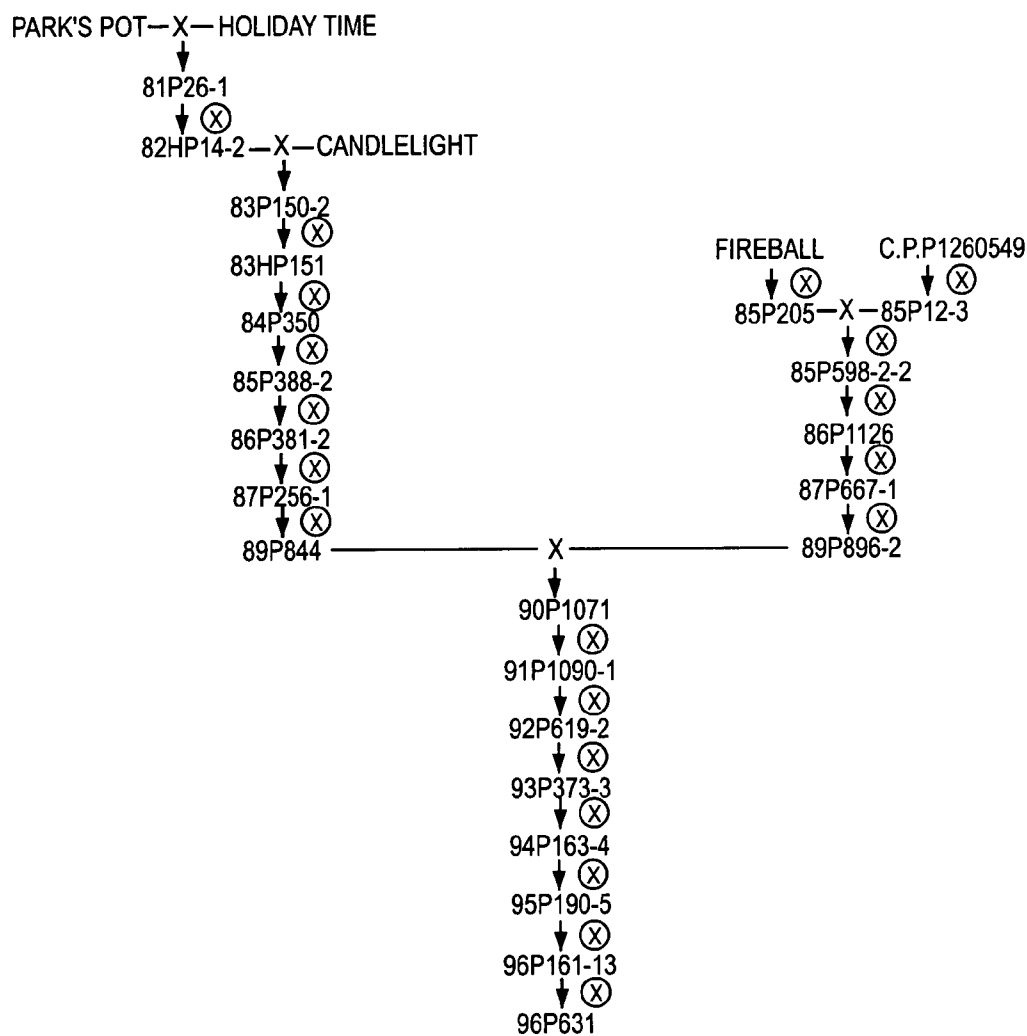 PARK'S POT—X—HOLIDAY TIME
81P26-1
X
82HP14-2—X—CANDLELIGHT
83P150-2
X
83HP151
X
84P350
X
85P388-2
X
86P381-2
X
87P256-1
X
89P844
FIREBALL C.P.P1260549
X X
85P205—X—85P12-3
X
85P598-2-2
X
86P1126
X
87P667-1
X
89P896-2
X
90P1071
X
91P1090-1
X
92P619-2
X
93P373-3
X
94P163-4
X
95P190-5
X
96P161-13
X
96P631